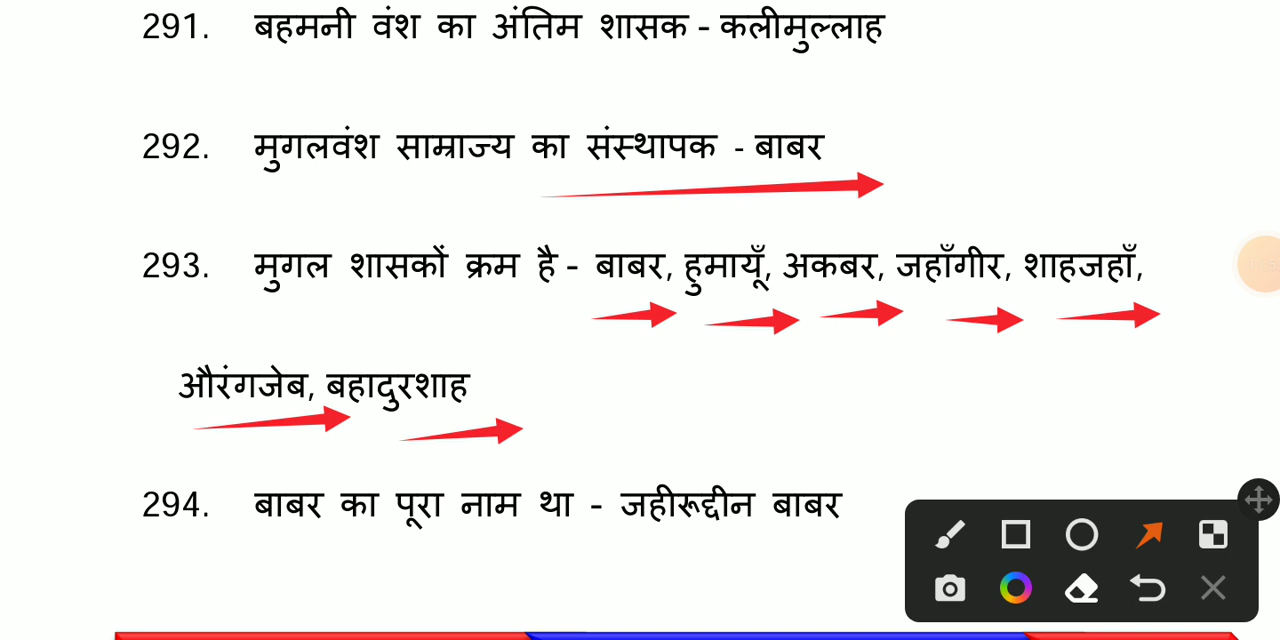 291. बहमनी वंश का अंतिम शासक - कलीमुल्लाह
292. मुगलवंश साम्राज्य का संस्थापक - बाबर
293. मुगल शासकों क्रम है - बाबर, हुमायूँ, अकबर, जहाँगीर, शाहजहाँ,
औरंगजेब, बहादुरशाह
294. बाबर का पूरा नाम था - जहीरूद्दीन बाबर